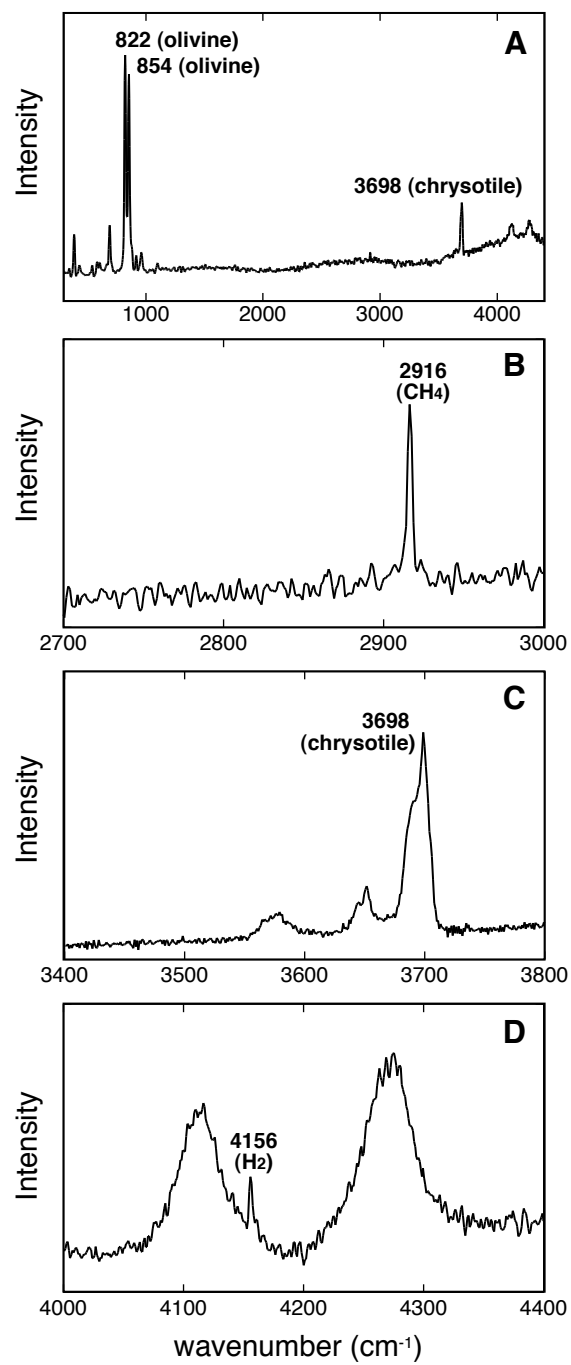 A
822 (olivine)
854 (olivine)
3698 (chrysotile)
Intensity
1000 2000 3000 4000
B
2916
(CH4)
Intensity
2700 2800 2900 3000
C
3698
(chrysotile)
Intensity
3400 3500 3600 3700 3800
D
4156
(H2)
Intensity
4000 4100 4200 4300 4400
wavenumber (cm-1)